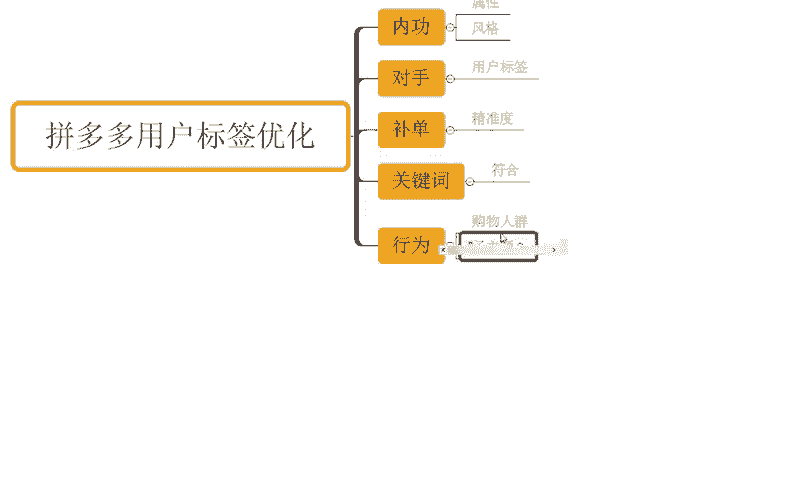 拼多多用户标签优化
内功
属性
风格
对手
用户标签
补单
精准度
关键词
符合
行为
购物人群